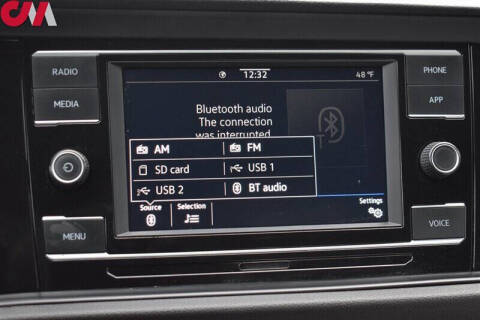 CM
RADIO
MEDIA
MENU
12:32
48 °F
Bluetooth audio
The connection
was interrupted
AM FM
SD card USB 1
USB 2 BT audio
Source Selection
Settings
PHONE
APP
VOICE